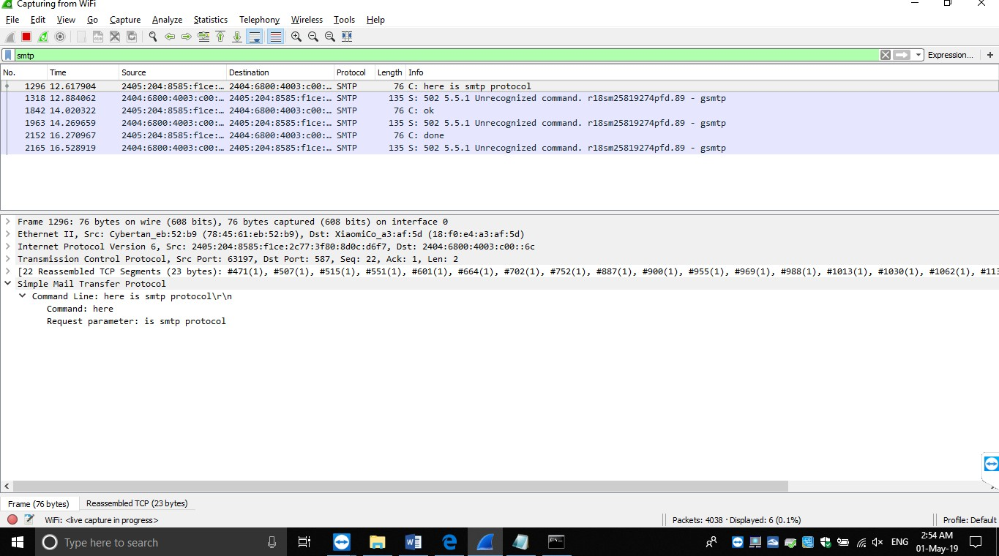 Capturing from WiFi
File Edit View Go Capture Analyze Statistics Telephony Wireless Tools Help
smtp Expression... +
No. Time Source Destination Protocol Length Info
1296 12.617904 2405:204:8585:f1ce:… 2404:6800:4003:c00:… SMTP 76 C: here is smtp protocol
1318 12.884062 2404:6800:4003:c00:… 2405:204:8585:f1ce:… SMTP 135 S: 502 5.5.1 Unrecognized command. r18sm25819274pfd.89 - gsmtp
1842 14.020322 2405:204:8585:f1ce:… 2404:6800:4003:c00:… SMTP 76 C: ok
1963 14.269659 2404:6800:4003:c00:… 2405:204:8585:f1ce:… SMTP 135 S: 502 5.5.1 Unrecognized command. r18sm25819274pfd.89 - gsmtp
2152 16.270967 2405:204:8585:f1ce:… 2404:6800:4003:c00:… SMTP 76 C: done
2165 16.528919 2404:6800:4003:c00:… 2405:204:8585:f1ce:… SMTP 135 S: 502 5.5.1 Unrecognized command. r18sm25819274pfd.89 - gsmtp
Frame 1296: 76 bytes on wire (608 bits), 76 bytes captured (608 bits) on interface 0
Ethernet II, Src: Cybertan_eb:52:b9 (78:45:61:eb:52:b9), Dst: XiaomiCo_a3:af:5d (18:f0:e4:a3:af:5d)
Internet Protocol Version 6, Src: 2405:204:8585:f1ce:2c77:3f80:8d0c:d6f7, Dst: 2404:6800:4003:c00::6c
Transmission Control Protocol, Src Port: 63197, Dst Port: 587, Seq: 22, Ack: 1, Len: 2
[22 Reassembled TCP Segments (23 bytes): #471(1), #507(1), #515(1), #551(1), #601(1), #664(1), #702(1), #752(1), #887(1), #900(1), #955(1), #969(1), #988(1), #1013(1), #1030(1), #1062(1), #113
Simple Mail Transfer Protocol
Command Line: here is smtp protocol\r\n
Command: here
Request parameter: is smtp protocol
Frame (76 bytes) Reassembled TCP (23 bytes)
WiFi: <live capture in progress> Packets: 4038 · Displayed: 6 (0.1%) Profile: Default
Type here to search ENG 2:54 AM
01-May-19